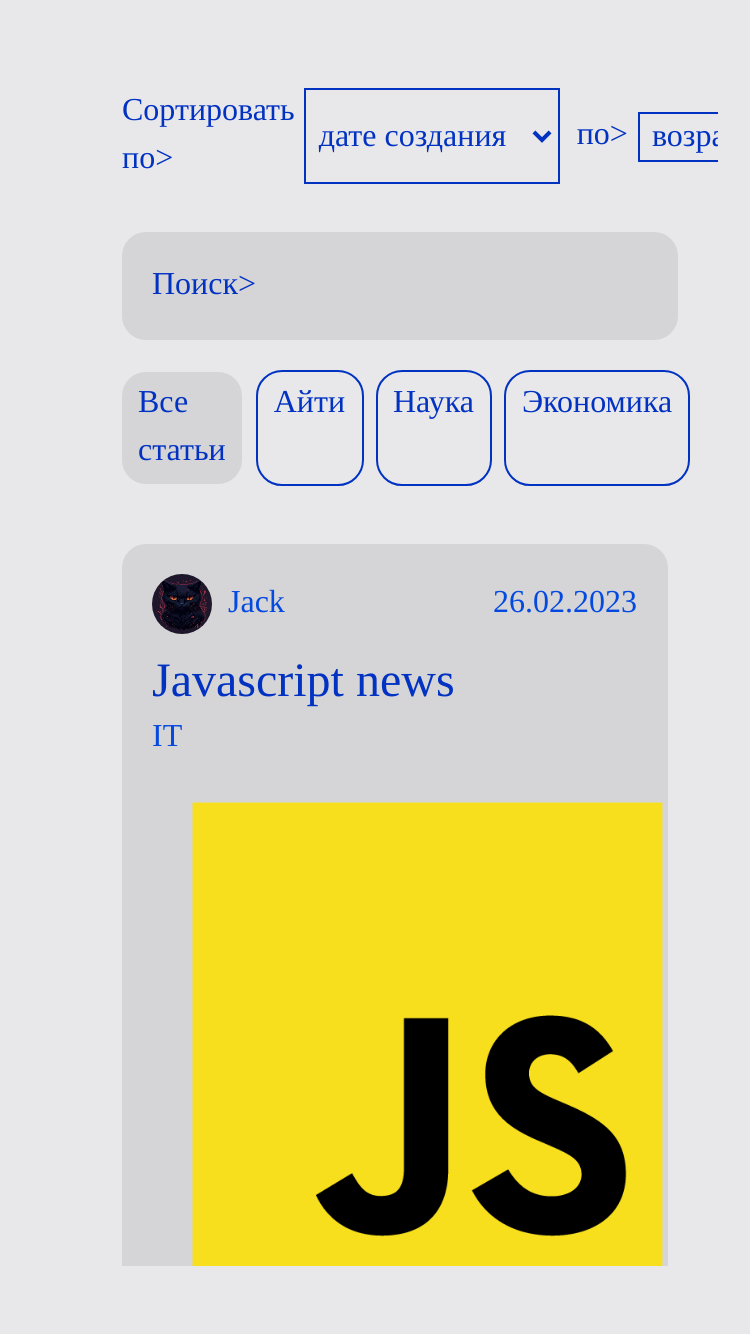 Сортировать по> дате создания по> возра
Поиск>
Все статьи Айти Наука Экономика
Jack 26.02.2023
Javascript news
IT
JS